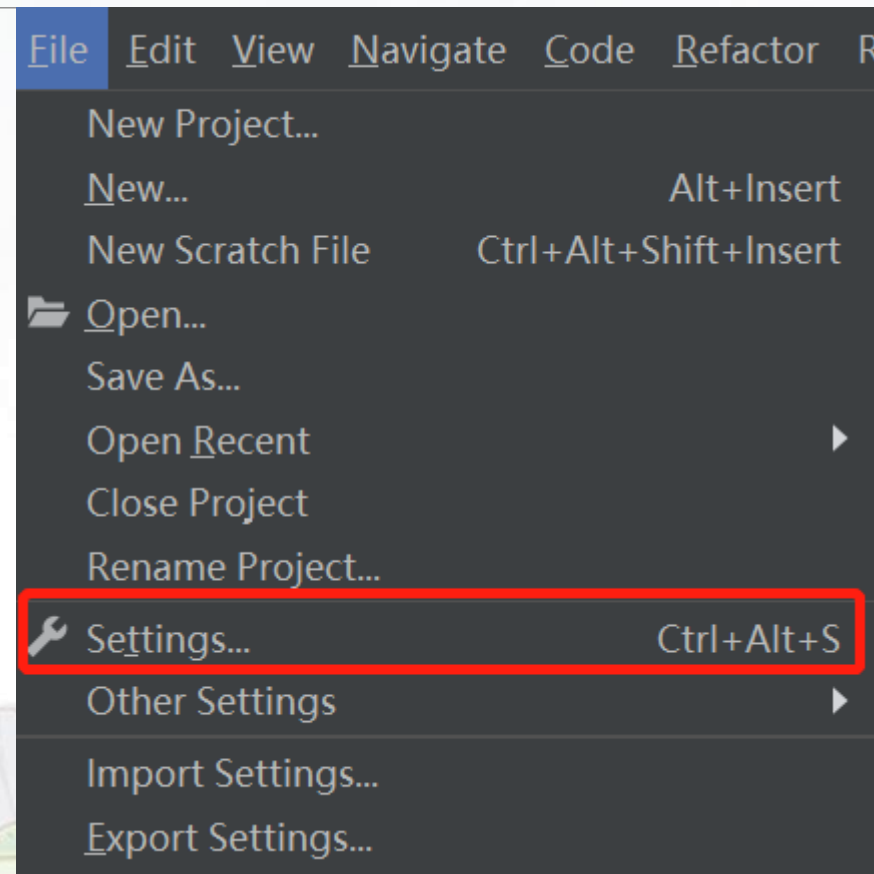 File Edit View Navigate Code Refactor R
New Project...
New... Alt+Insert
New Scratch File Ctrl+Alt+Shift+Insert
Open...
Save As...
Open Recent
Close Project
Rename Project...
Settings... Ctrl+Alt+S
Other Settings
Import Settings...
Export Settings...